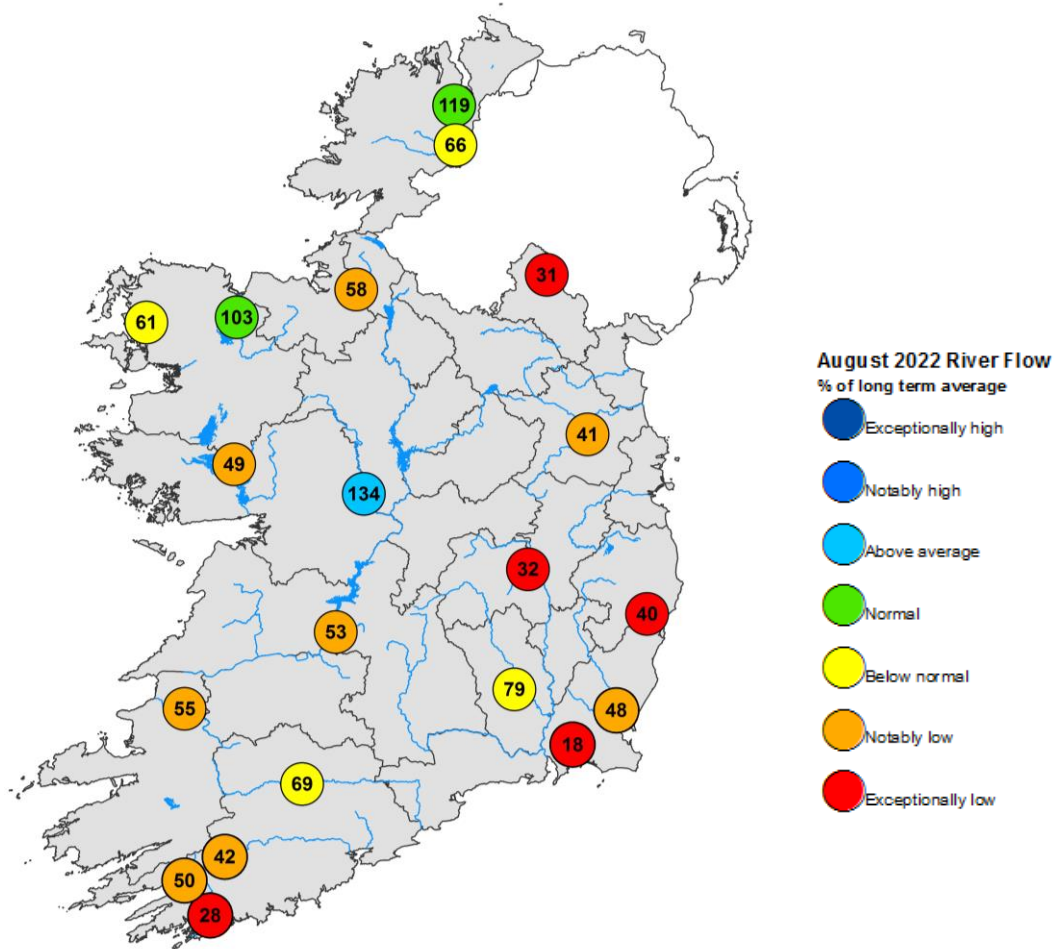 119
66
31
58
103
61
41
49
134
32
40
53
79
48
55
18
69
42
50
28
August 2022 River Flow
% of long term average
Exceptionally high
Notably high
Above average
Normal
Below normal
Notably low
Exceptionally low